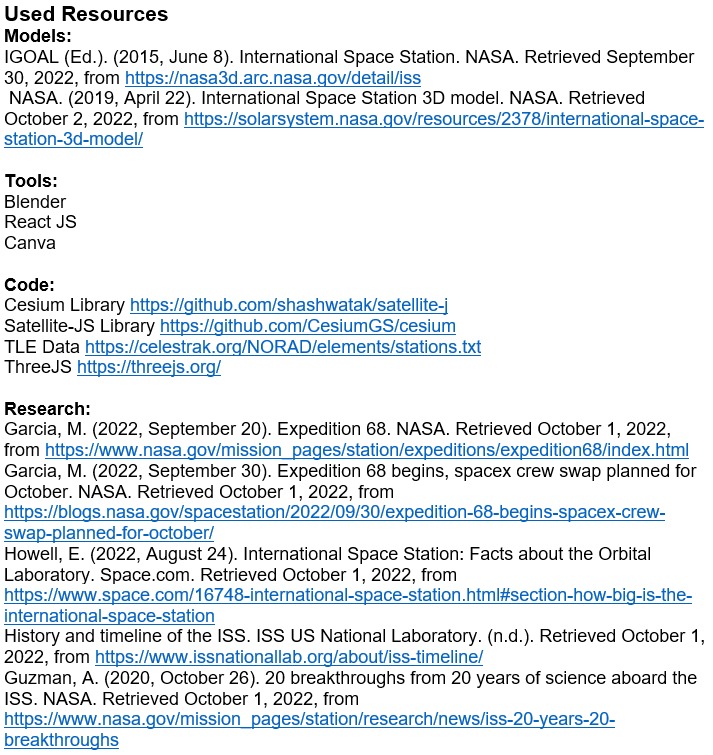 Used Resources
Models:
IGOAL (Ed.). (2015, June 8). International Space Station. NASA. Retrieved September
30, 2022, from https://nasa3d.arc.nasa.gov/detail/iss
NASA. (2019, April 22). International Space Station 3D model. NASA. Retrieved
October 2, 2022, from https://solarsystem.nasa.gov/resources/2378/international-space-
station-3d-model/
Tools:
Blender
React JS
Canva
Code:
Cesium Library https://github.com/shashwatak/satellite-j
Satellite-JS Library https://github.com/CesiumGS/cesium
TLE Data https://celestrak.org/NORAD/elements/stations.txt
ThreeJS https://threejs.org/
Research:
Garcia, M. (2022, September 20). Expedition 68. NASA. Retrieved October 1, 2022,
from https://www.nasa.gov/mission_pages/station/expeditions/expedition68/index.html
Garcia, M. (2022, September 30). Expedition 68 begins, spacex crew swap planned for
October. NASA. Retrieved October 1, 2022, from
https://blogs.nasa.gov/spacestation/2022/09/30/expedition-68-begins-spacex-crew-
swap-planned-for-october/
Howell, E. (2022, August 24). International Space Station: Facts about the Orbital
Laboratory. Space.com. Retrieved October 1, 2022, from
https://www.space.com/16748-international-space-station.html#section-how-big-is-the-
international-space-station
History and timeline of the ISS. ISS US National Laboratory. (n.d.). Retrieved October 1,
2022, from https://www.issnationallab.org/about/iss-timeline/
Guzman, A. (2020, October 26). 20 breakthroughs from 20 years of science aboard the
ISS. NASA. Retrieved October 1, 2022, from
https://www.nasa.gov/mission_pages/station/research/news/iss-20-years-20-
breakthroughs